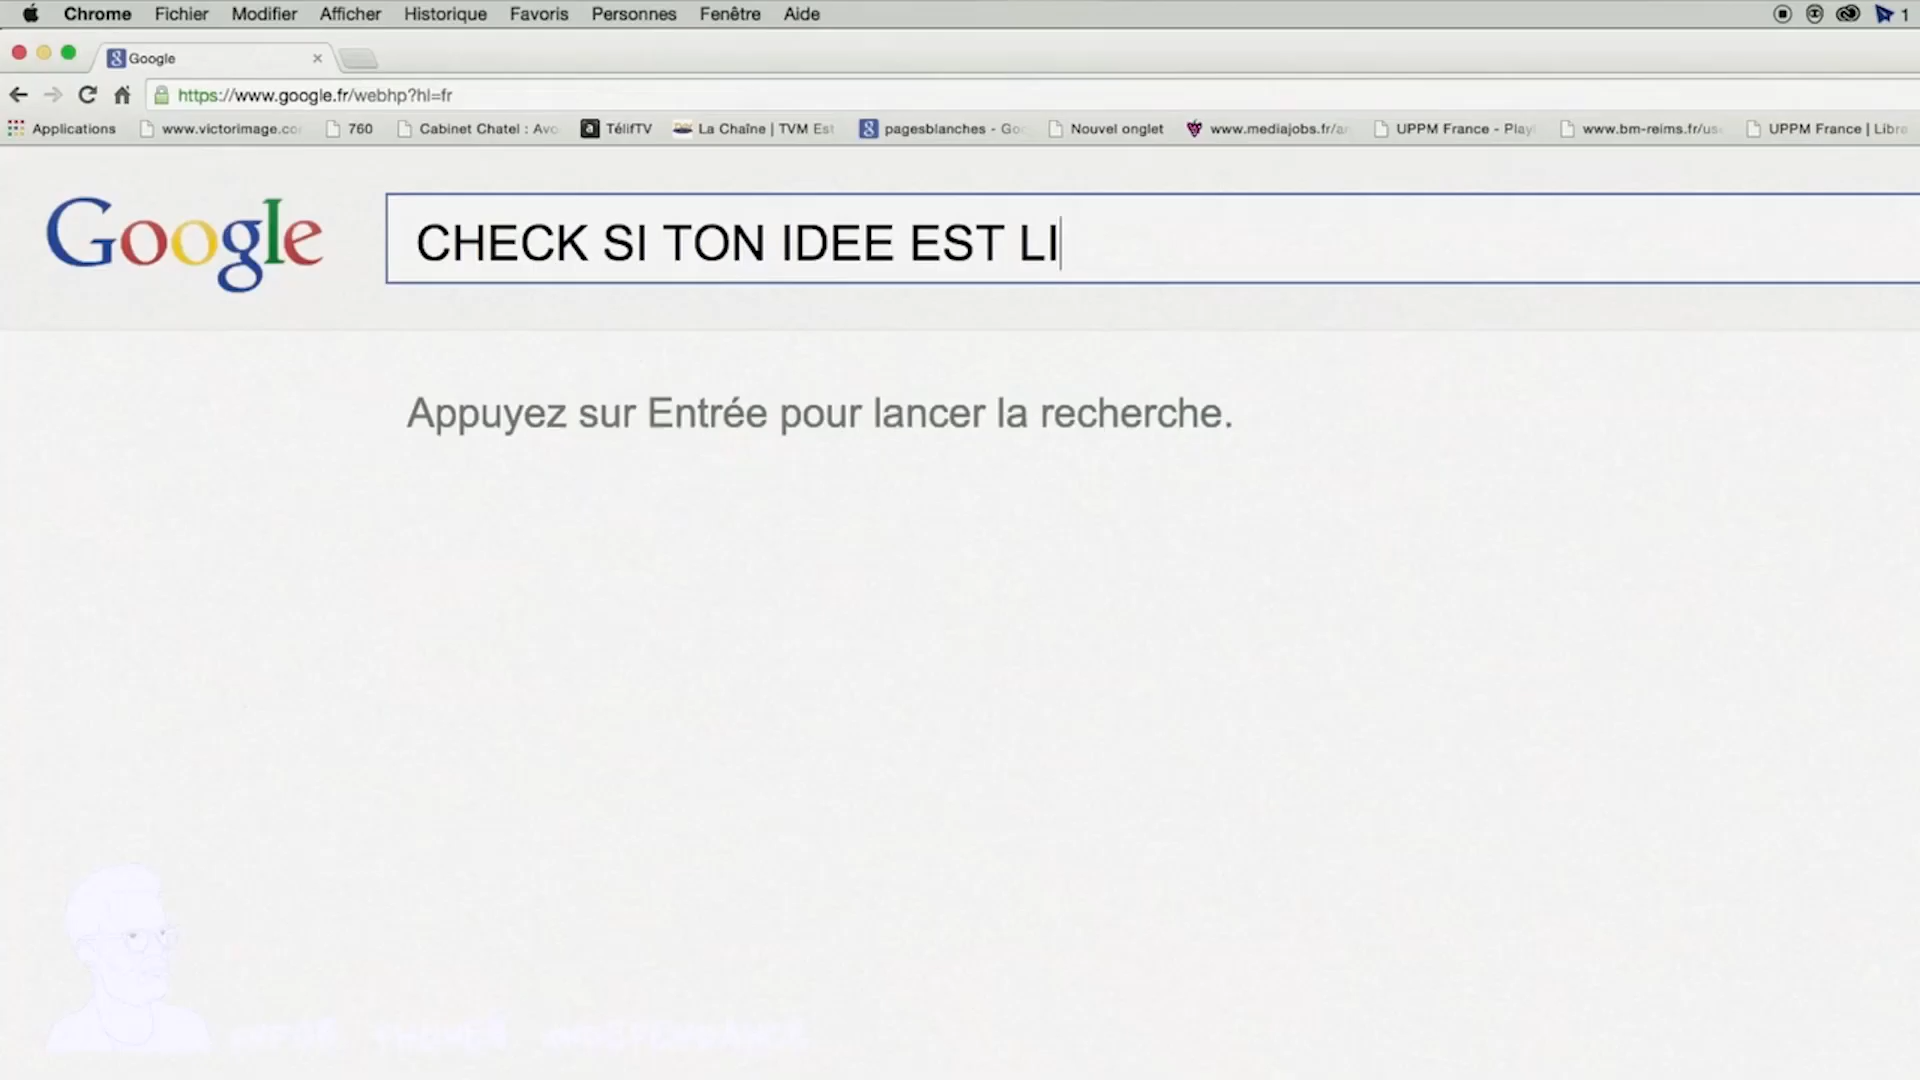 Chrome Fichier Modifier Afficher Historique Favoris Personnes Fenêtre Aide 1
Google
https://www.google.fr/webhp?hl=fr
Applications www.victorimage.co 760 Cabinet Chatel : Avo TélifTV La Chaîne | TVM Est pagesblanches - Go Nouvel onglet www.mediajobs.fr/ar UPPM France - Play www.bm-reims.fr/us UPPM France | Libre
Google CHECK SI TON IDEE EST LI
Appuyez sur Entrée pour lancer la recherche.